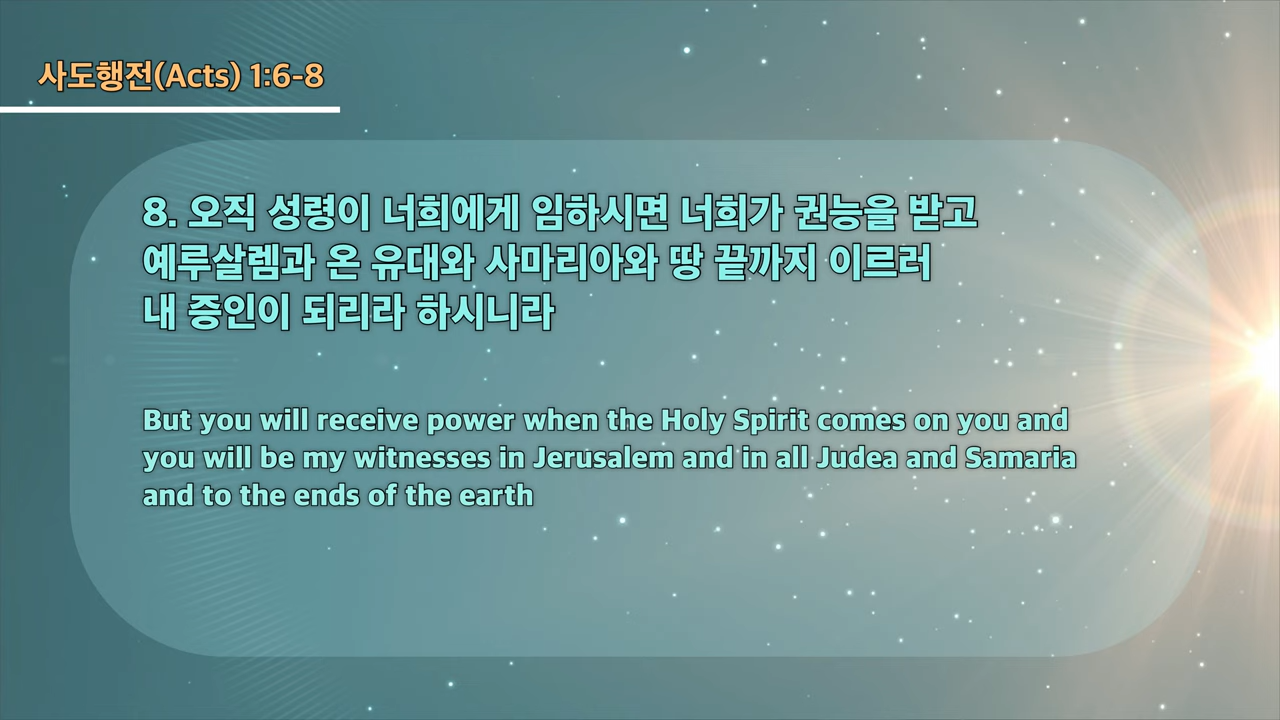 사도행전(Acts) 1:6-8
8. 오직 성령이 너희에게 임하시면 너희가 권능을 받고
예루살렘과 온 유대와 사마리아와 땅 끝까지 이르러
내 증인이 되리라 하시니라
But you will receive power when the Holy Spirit comes on you and
you will be my witnesses in Jerusalem and in all Judea and Samaria
and to the ends of the earth